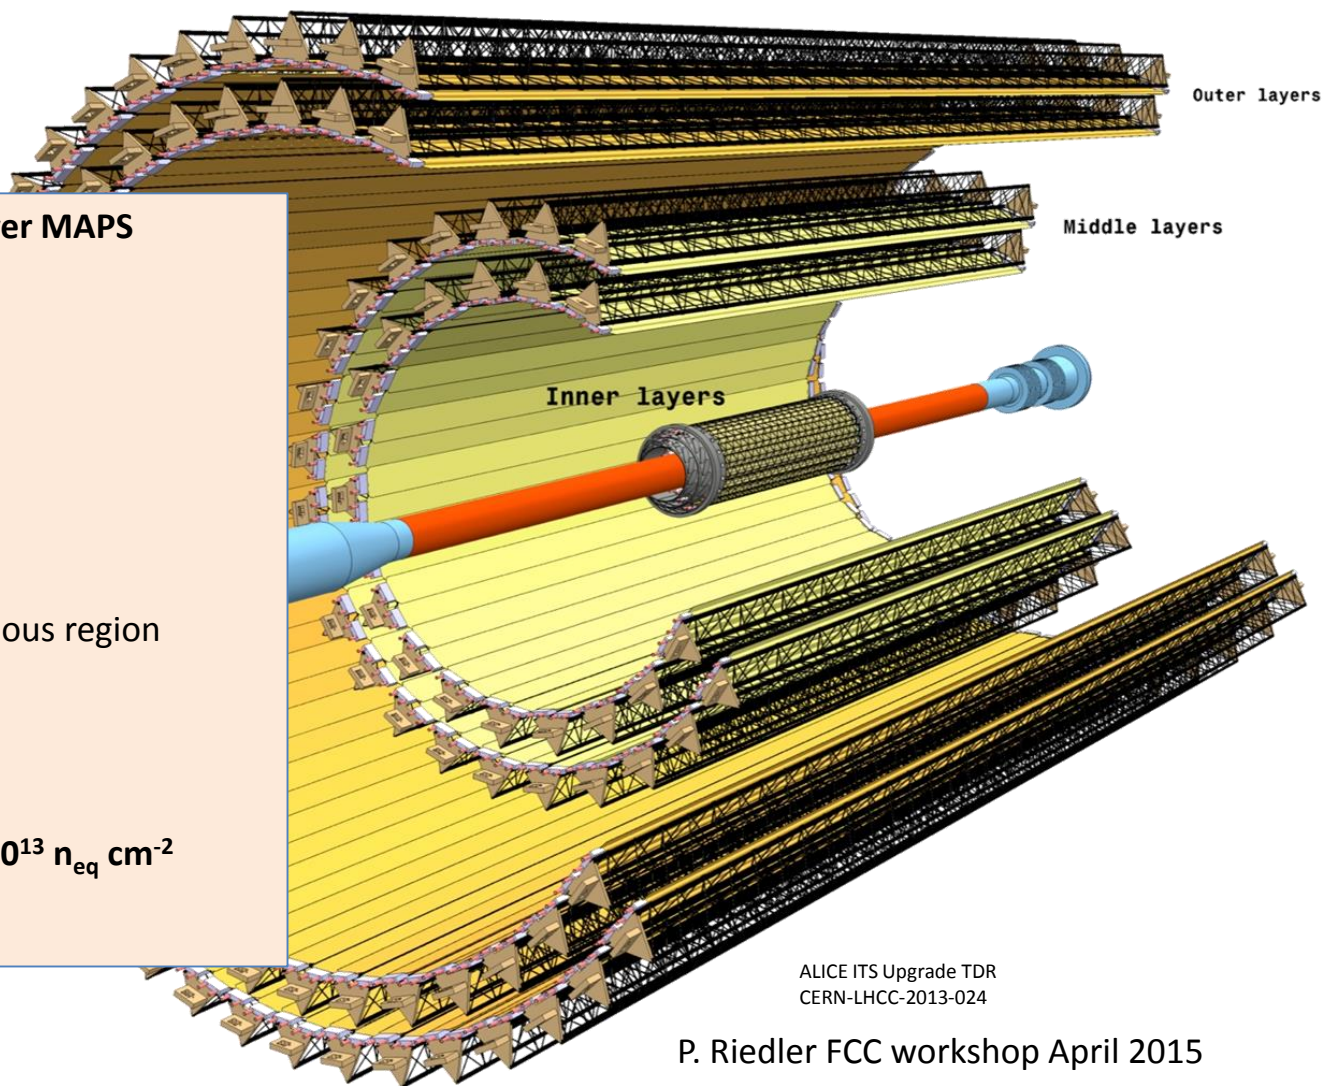 Outer layers
er MAPS
Middle layers
Inner layers
ous region
0¹³ n_eq cm⁻²
ALICE ITS Upgrade TDR
CERN-LHCC-2013-024
P. Riedler FCC workshop April 2015